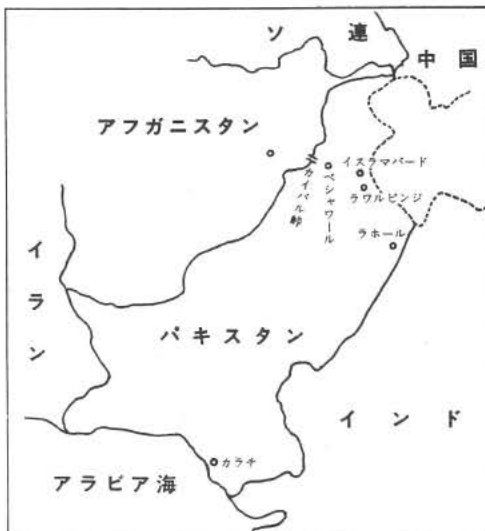 ソ連
中国
アフガニスタン
イスラマバード
ラワルピンジ
ペシャワール
カイバル峠
ラホール
イラン
パキスタン
インド
カラチ
アラビア海